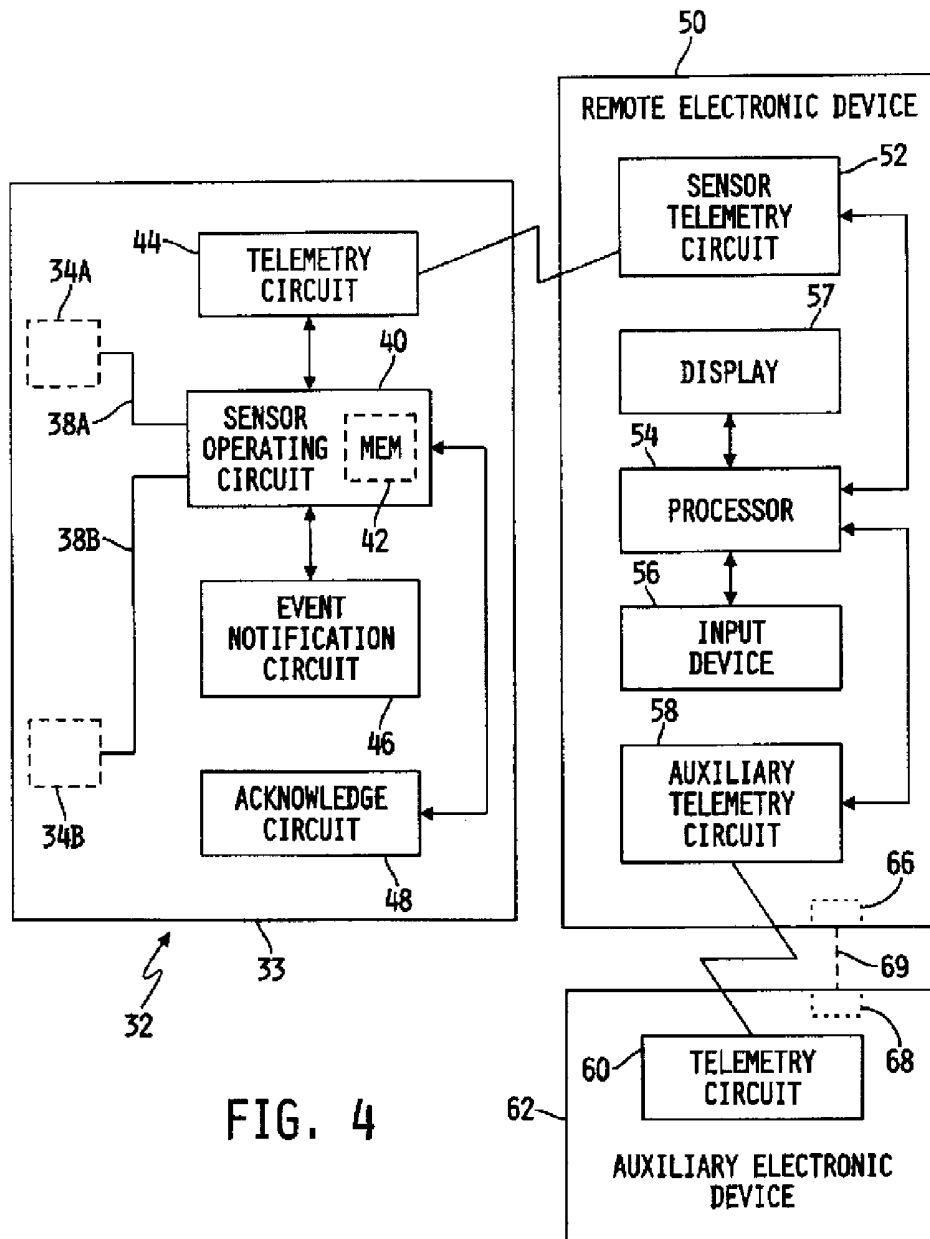 50
REMOTE ELECTRONIC DEVICE
52
SENSOR
TELEMETRY
CIRCUIT
44
TELEMETRY
CIRCUIT
34A
57
DISPLAY
40
38A
SENSOR
OPERATING
CIRCUIT
MEM
42
54
PROCESSOR
38B
56
INPUT
DEVICE
EVENT
NOTIFICATION
CIRCUIT
46
58
AUXILIARY
TELEMETRY
CIRCUIT
34B
ACKNOWLEDGE
CIRCUIT
48
66
33
69
32
68
60
TELEMETRY
CIRCUIT
62
FIG. 4
AUXILIARY ELECTRONIC
DEVICE